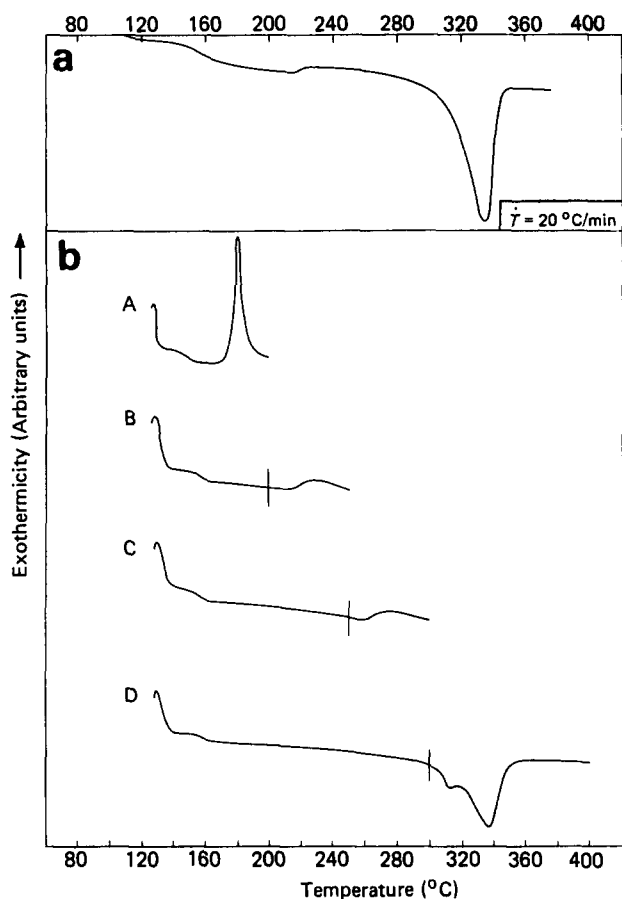 80 120 160 200 240 280 320 360 400
a
Ṫ = 20 °C/min
b
Exothermicity (Arbitrary units)
A
B
C
D
80 120 160 200 240 280 320 360 400
Temperature (°C)